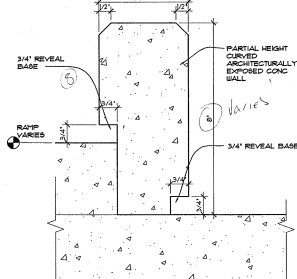 1/2"
1/2"
PARTIAL HEIGHT
CURVED
ARCHITECTURALLY
EXPOSED CONC
WALL
3/4" REVEAL
BASE
8
3/4"
8"
varies
RAMP
VARIES
3/4"
3/4" REVEAL BASE
3/4"
3/4"